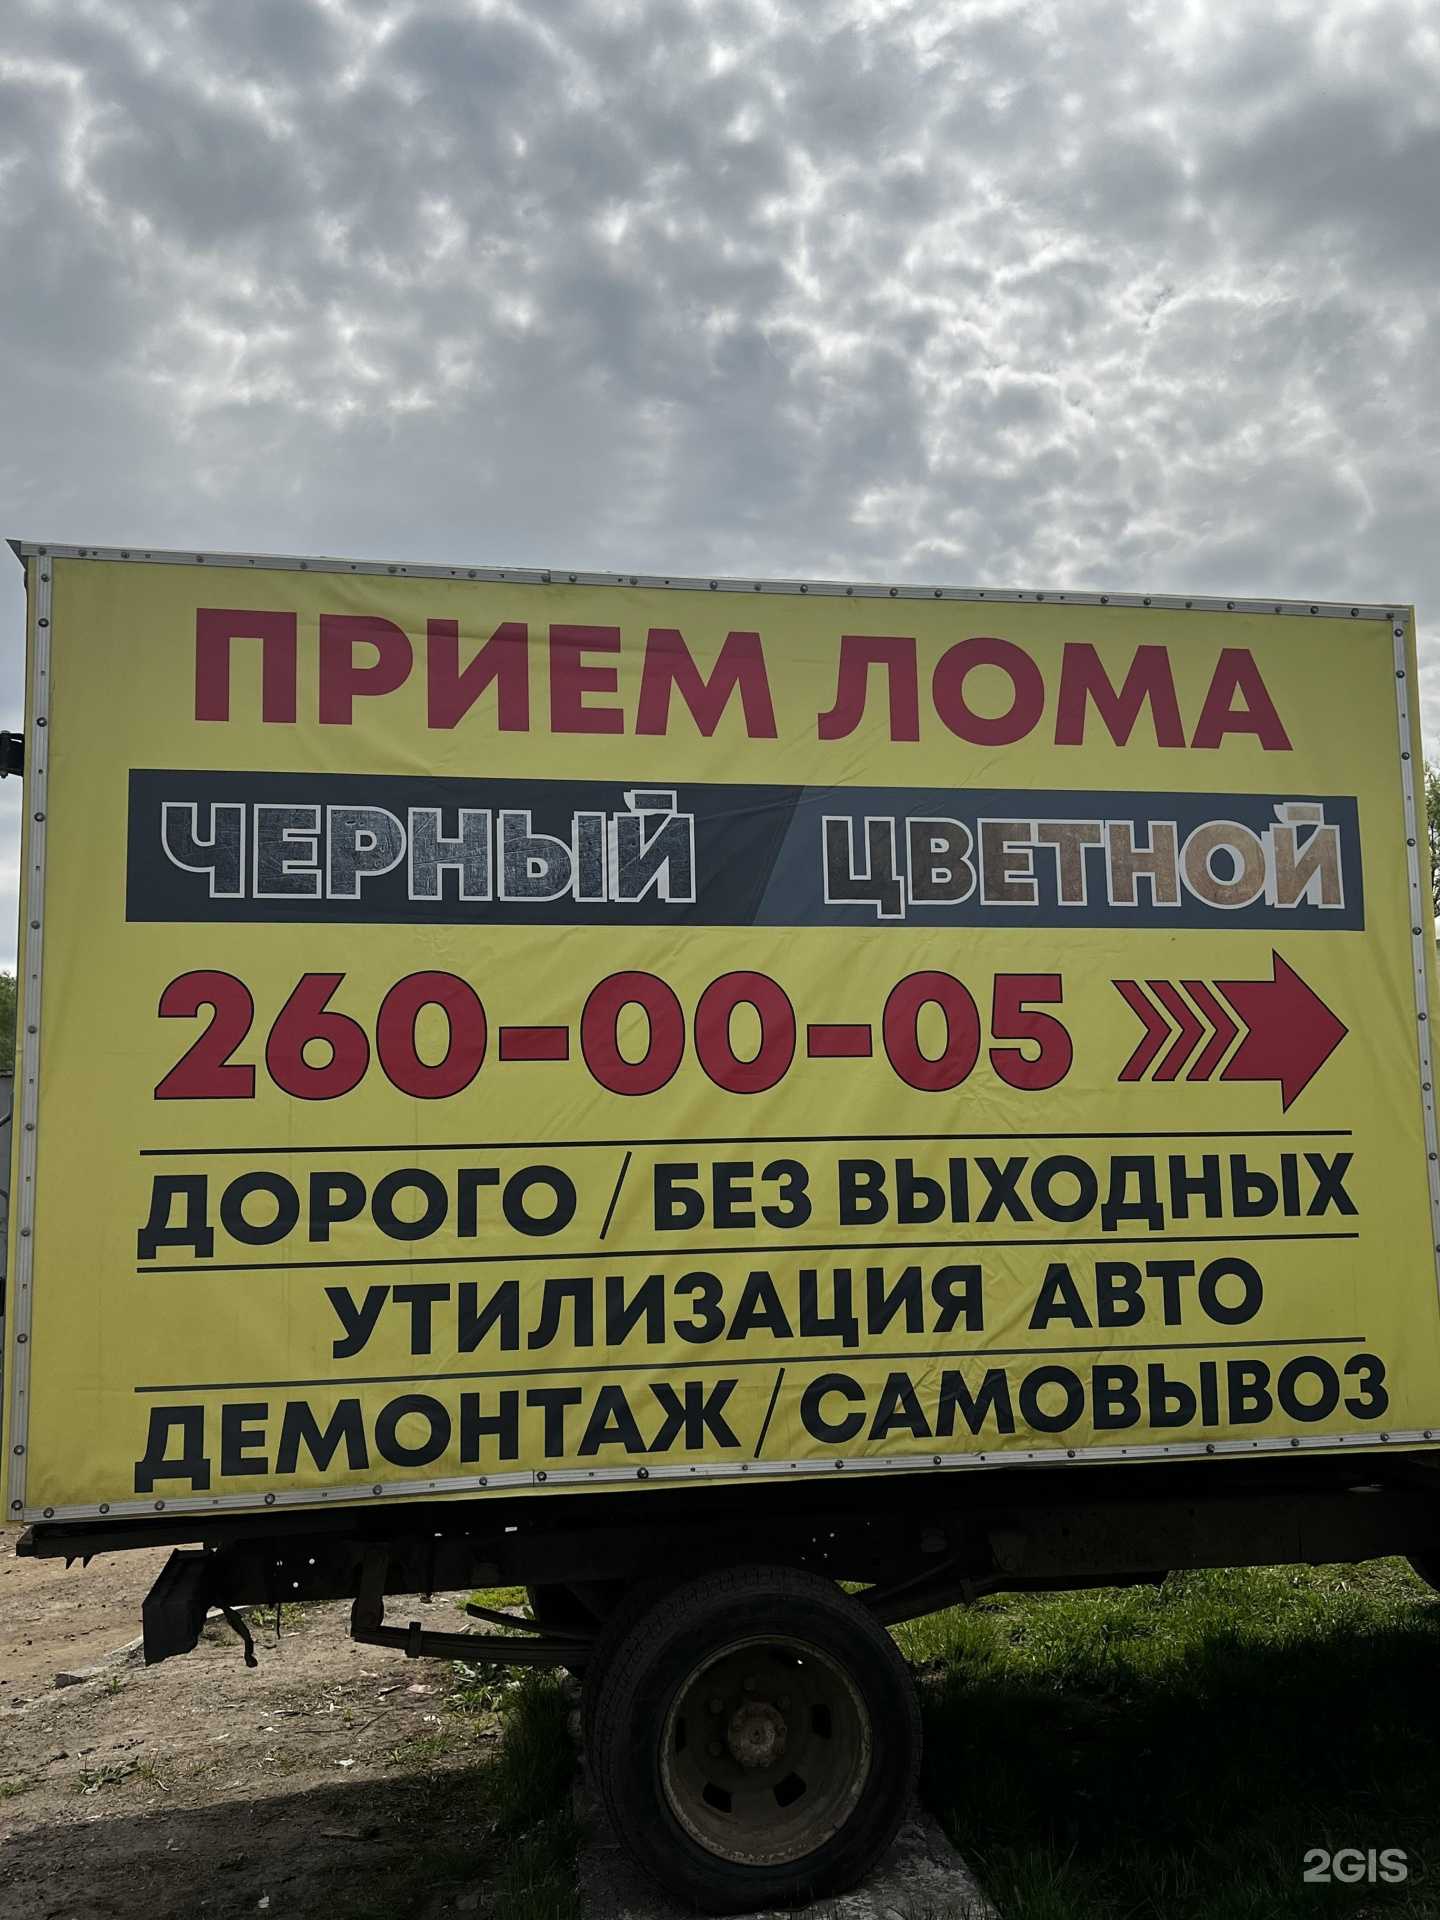 ПРИЕМ ЛОМА
ЧЕРНЫЙ ЦВЕТНОЙ
260-00-05
ДОРОГО / БЕЗ ВЫХОДНЫХ
УТИЛИЗАЦИЯ АВТО
ДЕМОНТАЖ / САМОВЫВОЗ
2GIS